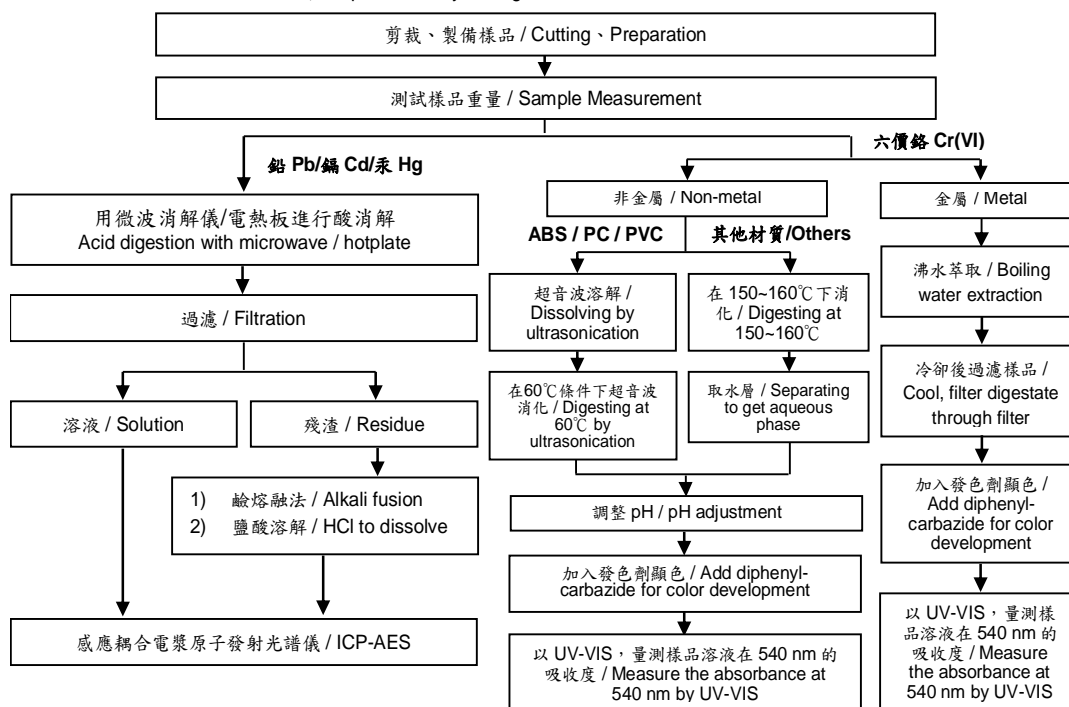 剪裁、製備樣品 / Cutting、Preparation
測試樣品重量 / Sample Measurement
六價鉻 Cr(VI)
鉛 Pb/鎘 Cd/汞 Hg
用微波消解儀/電熱板進行酸消解
Acid digestion with microwave / hotplate
過濾 / Filtration
溶液 / Solution
殘渣 / Residue
1) 鹼熔融法 / Alkali fusion
2) 鹽酸溶解 / HCl to dissolve
感應耦合電漿原子發射光譜儀 / ICP-AES
非金屬 / Non-metal
ABS / PC / PVC
其他材質/Others
超音波溶解 /
Dissolving by
ultrasonication
在60℃條件下超音波
消化 / Digesting at
60℃ by
ultrasonication
在 150~160℃下消
化 / Digesting at
150~160℃
取水層 / Separating
to get aqueous
phase
調整 pH / pH adjustment
加入發色劑顯色 / Add diphenyl-
carbazide for color development
以 UV-VIS，量測樣品溶液在 540 nm 的
吸收度 / Measure the absorbance at
540 nm by UV-VIS
金屬 / Metal
沸水萃取 / Boiling
water extraction
冷卻後過濾樣品 /
Cool, filter digestate
through filter
加入發色劑顯色 /
Add diphenyl-
carbazide for color
development
以 UV-VIS，量測樣
品溶液在 540 nm 的
吸收度 / Measure
the absorbance at
540 nm by UV-VIS